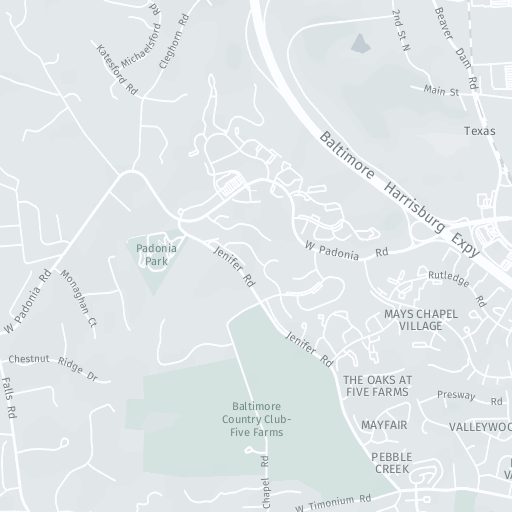 Michaelsford Rd
Cleghorn Rd
Katesford Rd
2nd St N
Beaver Dam Rd
Main St
Texas
Baltimore Harrisburg Expy
W Padonia Rd
Padonia
Park
Jenifer Rd
W Padonia Rd
Monaghan Ct
Rutledge Rd
MAYS CHAPEL
VILLAGE
Jenifer Rd
Chestnut Ridge Dr
Falls Rd
THE OAKS AT
FIVE FARMS
Presway Rd
Baltimore
Country Club-
Five Farms
MAYFAIR
VALLEYWO
PEBBLE
CREEK
Chapel Rd
W Timonium Rd